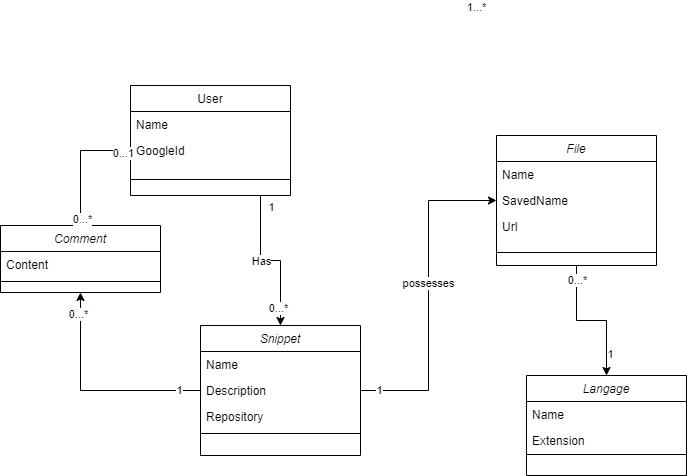 1...*
User
Name
GoogleId
0...1
0...*
Comment
Content
0...*
1
Has
0...*
Snippet
Name
Description
Repository
1
1
possesses
File
Name
SavedName
Url
0...*
1
Langage
Name
Extension